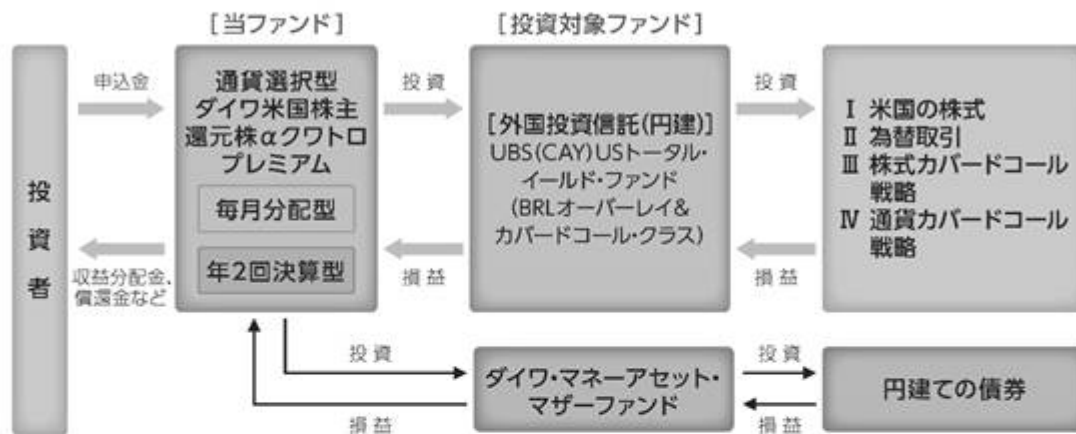 [当ファンド]
[投資対象ファンド]
投資者
申込金
収益分配金、
償還金など
通貨選択型
ダイワ米国株主
還元株αクワトロ
プレミアム
毎月分配型
年2回決算型
投資
損益
[外国投資信託(円建)]
UBS(CAY)USトータル・
イールド・ファンド
(BRLオーバーレイ&
カバードコール・クラス)
投資
損益
Ⅰ 米国の株式
Ⅱ 為替取引
Ⅲ 株式カバードコール
戦略
Ⅳ 通貨カバードコール
戦略
投資
損益
ダイワ・マネーアセット・
マザーファンド
投資
損益
円建ての債券